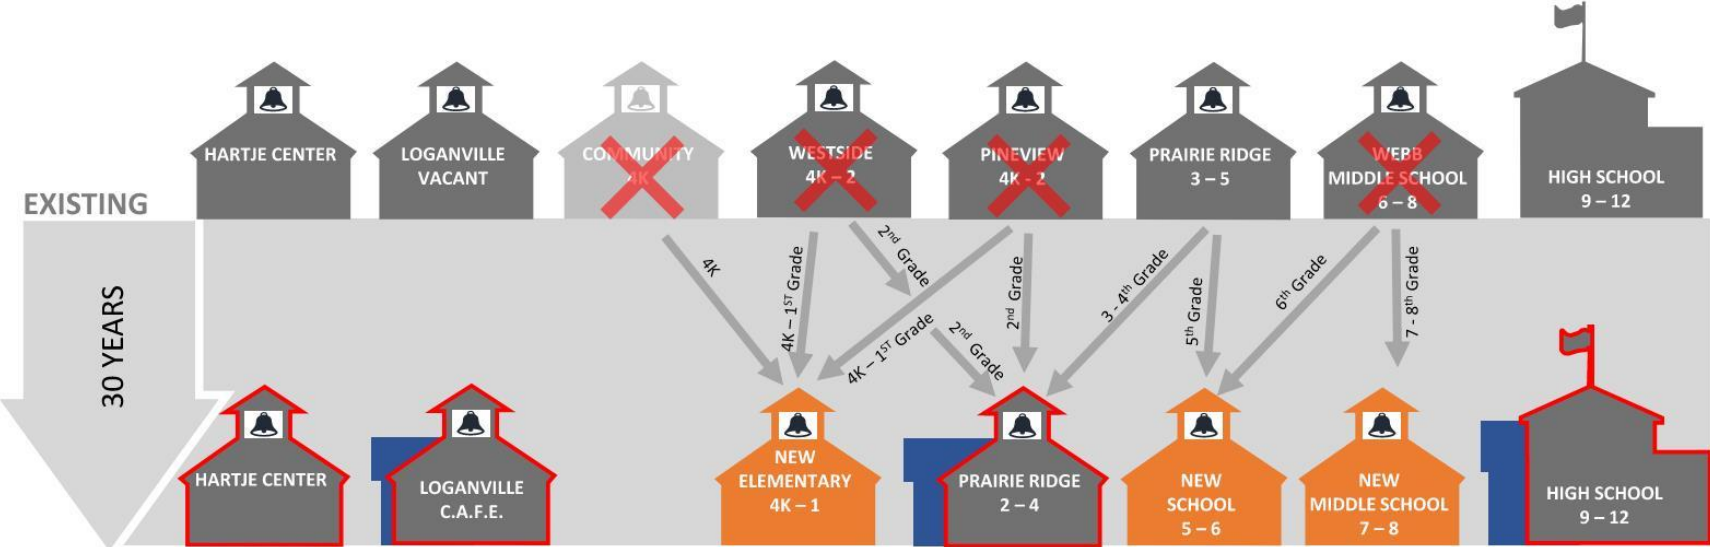 HARTJE CENTER
LOGANVILLE
VACANT
COMMUNITY
4K
WESTSIDE
4K – 2
PINEVIEW
4K - 2
PRAIRIE RIDGE
3 – 5
WEBB
MIDDLE SCHOOL
6 – 8
HIGH SCHOOL
9 – 12
EXISTING
30 YEARS
4K
4K – 1ST Grade
2nd Grade
4K – 1ST Grade
2nd Grade
2nd Grade
3 - 4th Grade
5th Grade
6th Grade
7 - 8th Grade
HARTJE CENTER
LOGANVILLE
C.A.F.E.
NEW
ELEMENTARY
4K – 1
PRAIRIE RIDGE
2 – 4
NEW
SCHOOL
5 – 6
NEW
MIDDLE SCHOOL
7 – 8
HIGH SCHOOL
9 – 12